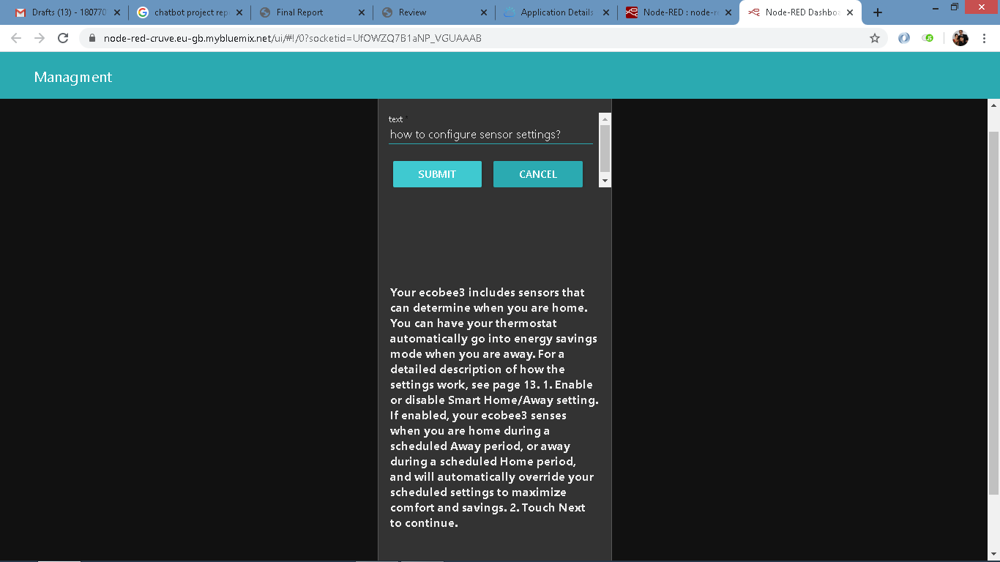 Drafts (13) - 180770
chatbot project rep
Final Report
Review
Application Details
Node-RED : node-r
Node-RED Dashbo
node-red-cruve.eu-gb.mybluemix.net/ui/#!/0?socketid=UfOWZQ7B1aNP_VGUAAAB
Managment
text *
how to configure sensor settings?
SUBMIT
CANCEL
Your ecobee3 includes sensors that
can determine when you are home.
You can have your thermostat
automatically go into energy savings
mode when you are away. For a
detailed description of how the
settings work, see page 13. 1. Enable
or disable Smart Home/Away setting.
If enabled, your ecobee3 senses
when you are home during a
scheduled Away period, or away
during a scheduled Home period,
and will automatically override your
scheduled settings to maximize
comfort and savings. 2. Touch Next
to continue.